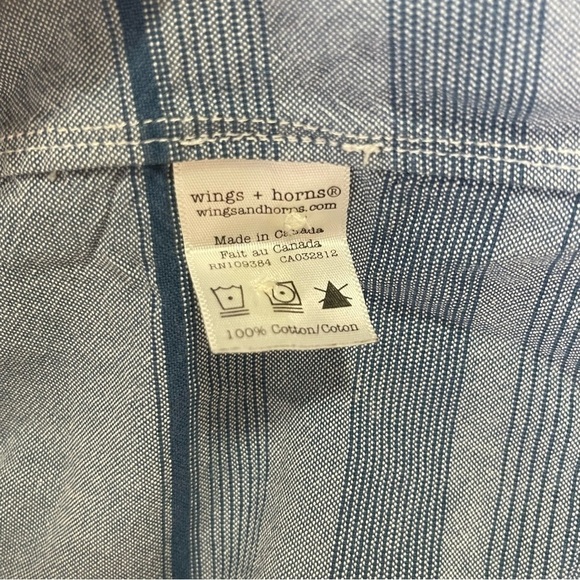 wings + horns®
wingsandhorns.com
Made in Canada
Fait au Canada
RN109384 CA032812
100% Cotton/Coton